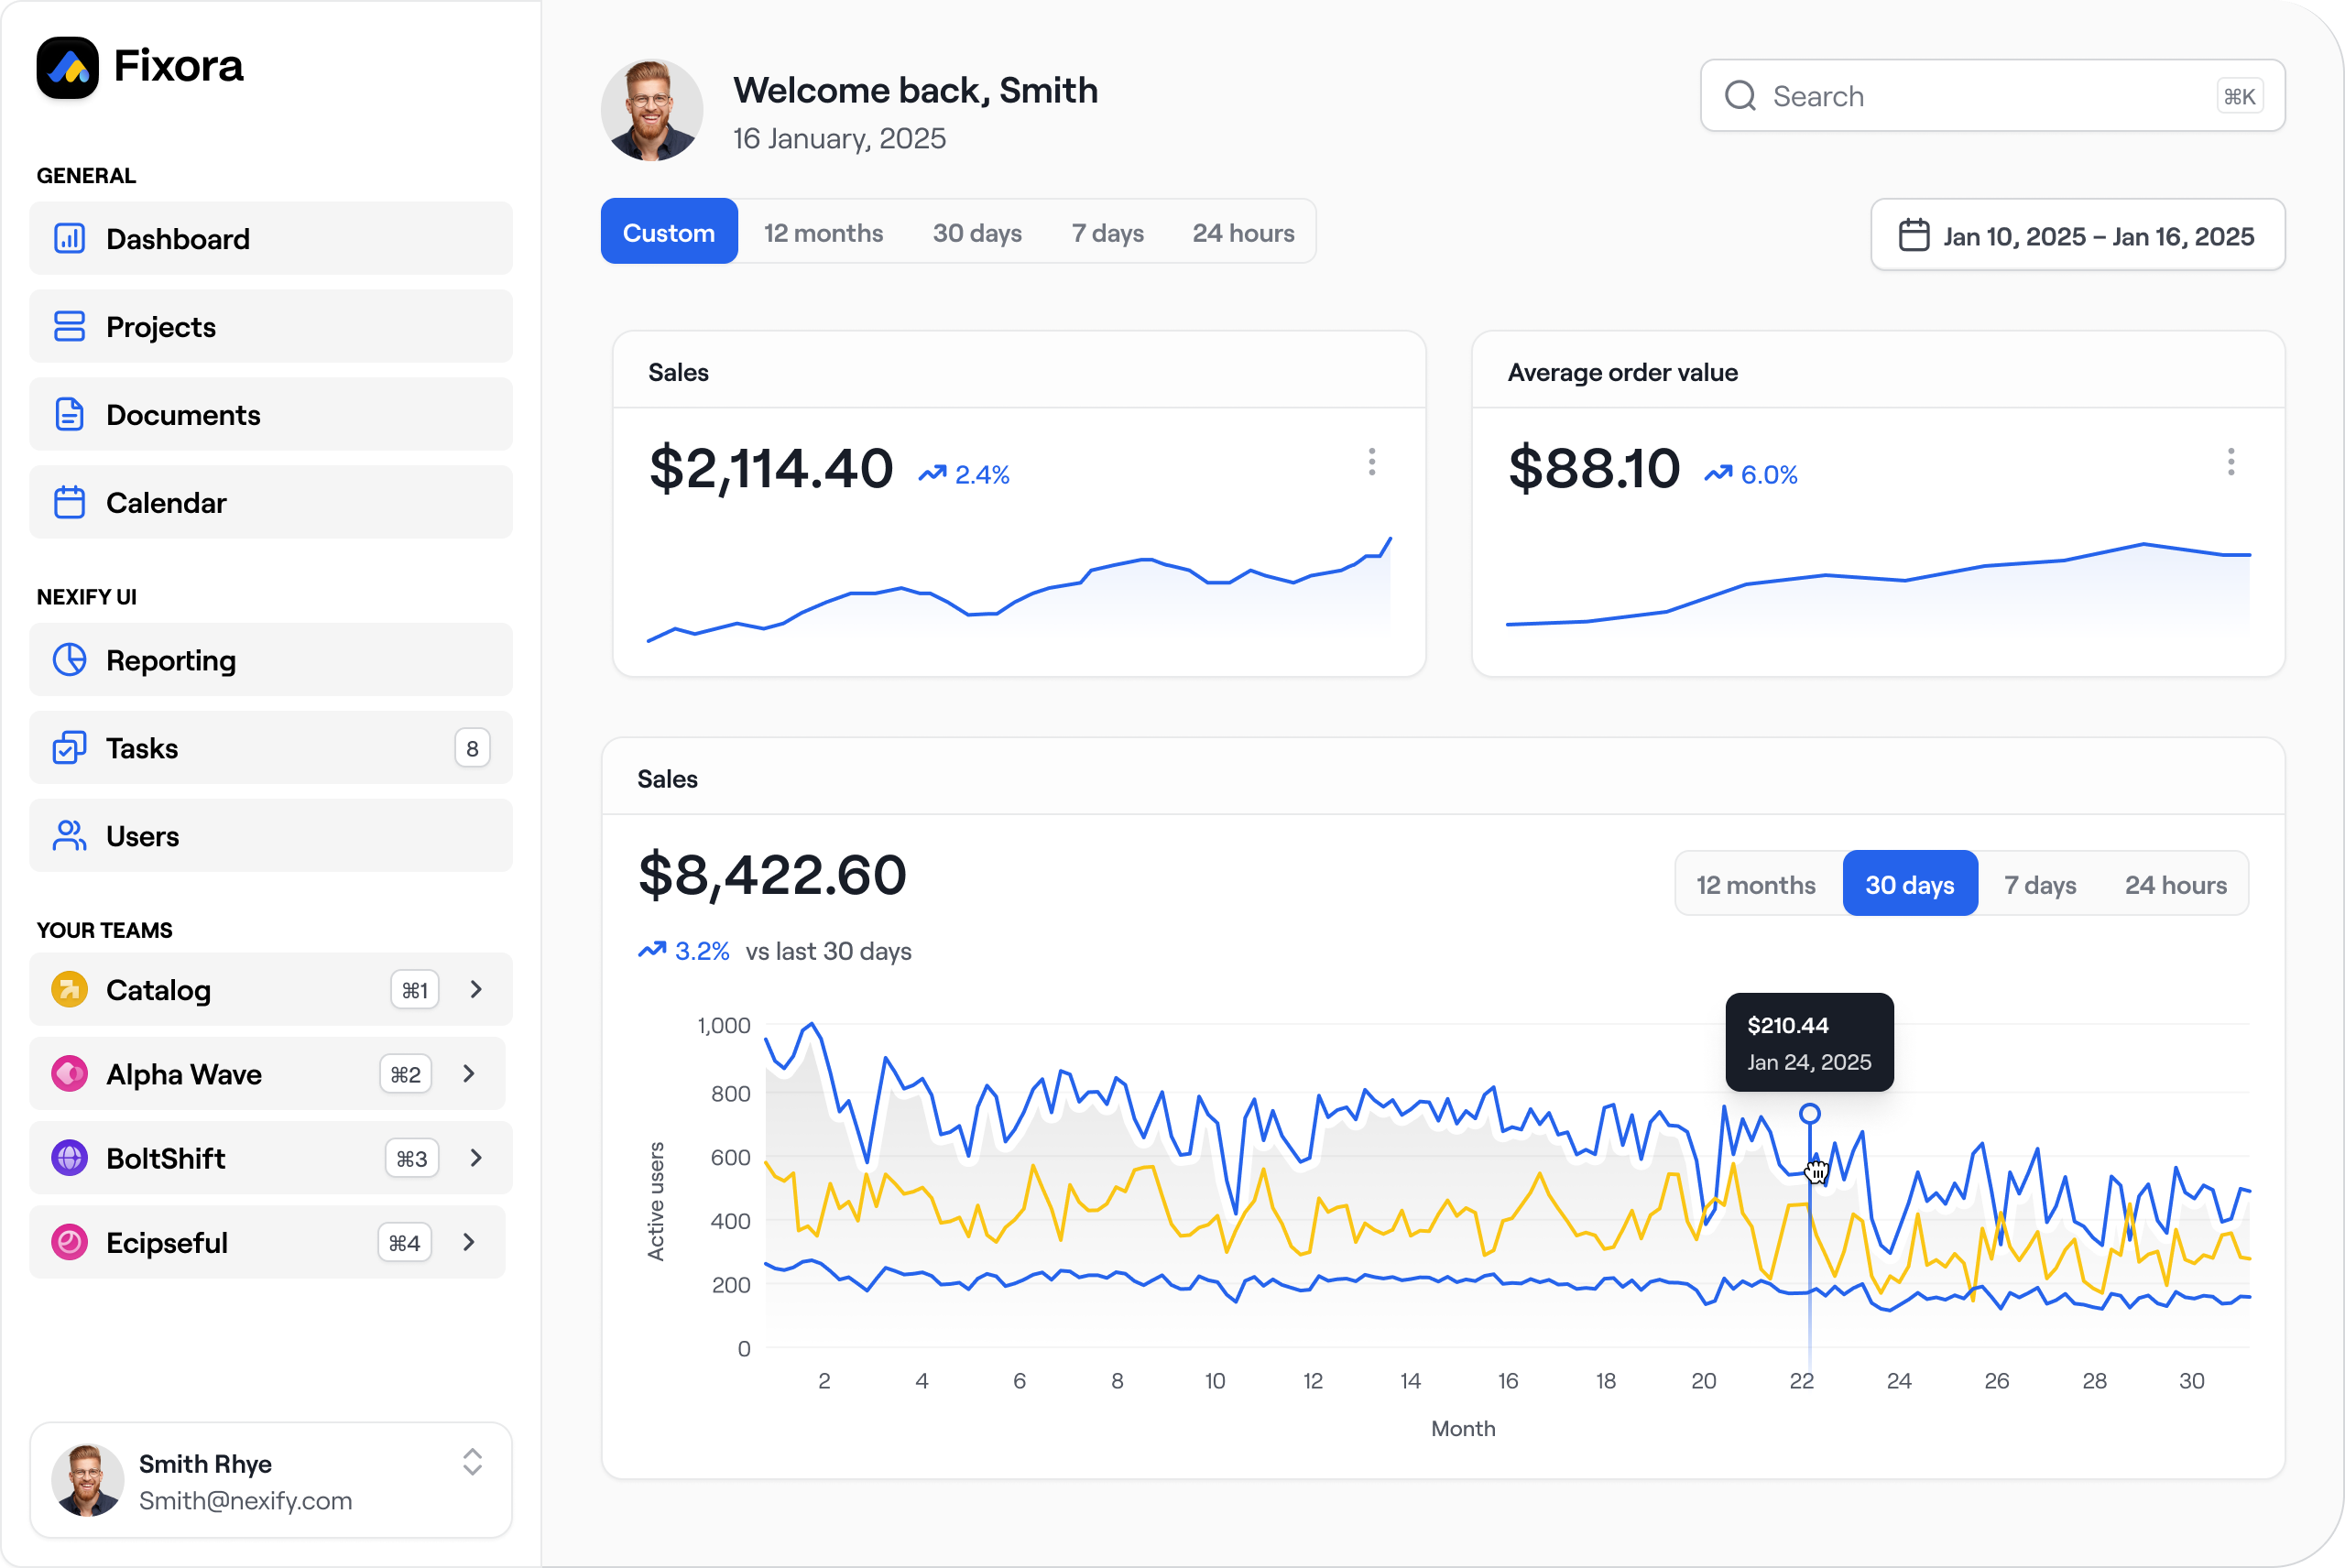 Fixora
GENERAL
Dashboard
Projects
Documents
Calendar
NEXIFY UI
Reporting
Tasks 8
Users
YOUR TEAMS
Catalog ⌘1
Alpha Wave ⌘2
BoltShift ⌘3
Ecipseful ⌘4
Smith Rhye
Smith@nexify.com
Welcome back, Smith
16 January, 2025
Search ⌘K
Custom 12 months 30 days 7 days 24 hours
Jan 10, 2025 – Jan 16, 2025
Sales
$2,114.40 2.4%
Average order value
$88.10 6.0%
Sales
$8,422.60
3.2% vs last 30 days
12 months 30 days 7 days 24 hours
$210.44
Jan 24, 2025
Active users
1,000
800
600
400
200
0
2 4 6 8 10 12 14 16 18 20 22 24 26 28 30
Month